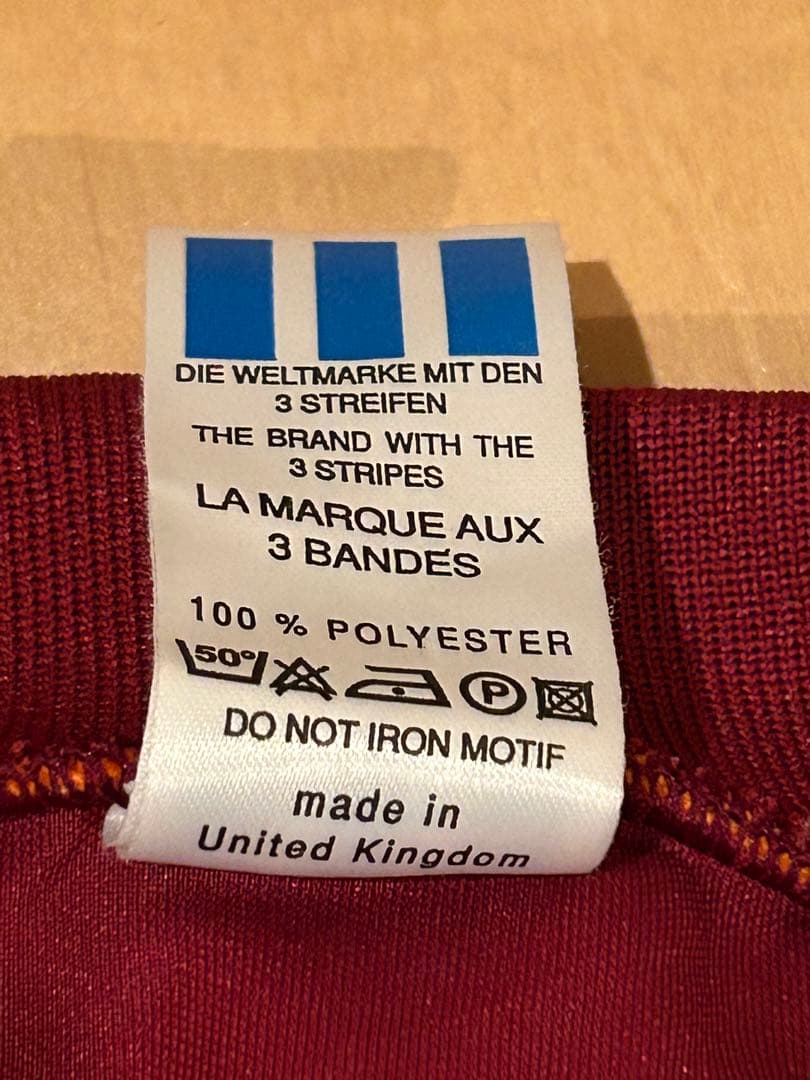 DIE WELTMARKE MIT DEN
3 STREIFEN
THE BRAND WITH THE
3 STRIPES
LA MARQUE AUX
3 BANDES
100 % POLYESTER
50° P
DO NOT IRON MOTIF
made in
United Kingdom